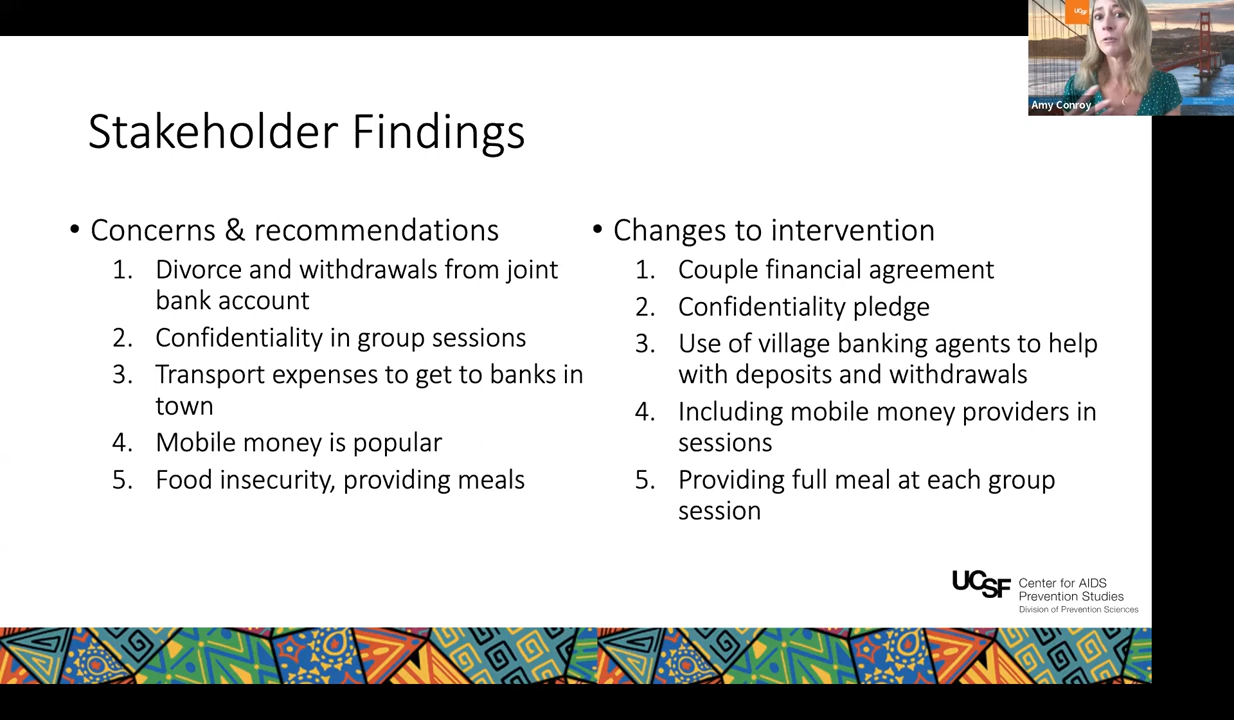 UCSF
Amy Conroy
Stakeholder Findings
• Concerns & recommendations
1. Divorce and withdrawals from joint
bank account
2. Confidentiality in group sessions
3. Transport expenses to get to banks in
town
4. Mobile money is popular
5. Food insecurity, providing meals
• Changes to intervention
1. Couple financial agreement
2. Confidentiality pledge
3. Use of village banking agents to help
with deposits and withdrawals
4. Including mobile money providers in
sessions
5. Providing full meal at each group
session
UCSF
Center for AIDS
Prevention Studies
Division of Prevention Sciences